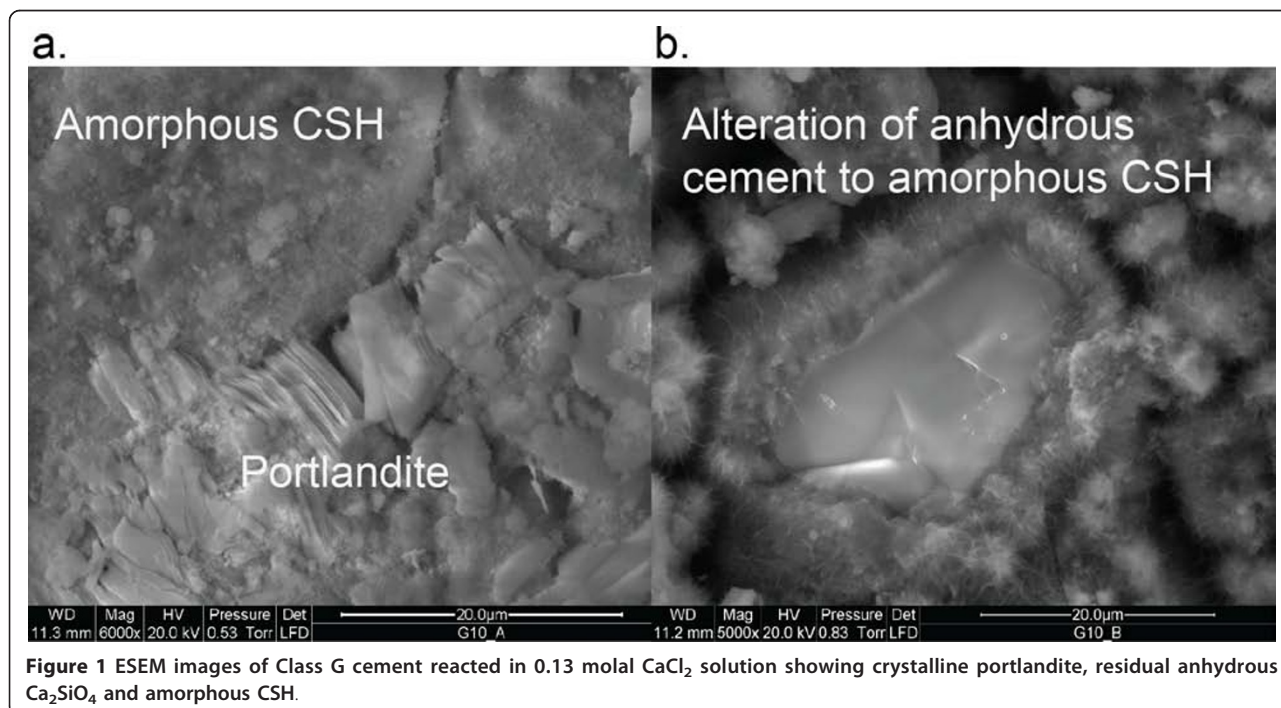 a.
b.
Amorphous CSH
Portlandite
Alteration of anhydrous
cement to amorphous CSH
WD Mag HV Pressure Det 20.0µm
11.3 mm 6000x 20.0 kV 0.53 Torr LFD G10_A
WD Mag HV Pressure Det 20.0µm
11.2 mm 5000x 20.0 kV 0.83 Torr LFD G10_B
Figure 1 ESEM images of Class G cement reacted in 0.13 molal CaCl₂ solution showing crystalline portlandite, residual anhydrous
Ca₂SiO₄ and amorphous CSH.